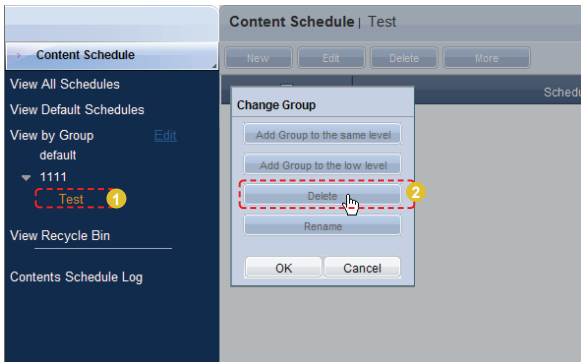 Content Schedule | Test
Content Schedule
New Edit Delete More
View All Schedules
View Default Schedules
View by Group Edit
default
1111
Test 1
View Recycle Bin
Contents Schedule Log
Change Group
Add Group to the same level
Add Group to the low level
Delete 2
Rename
OK Cancel